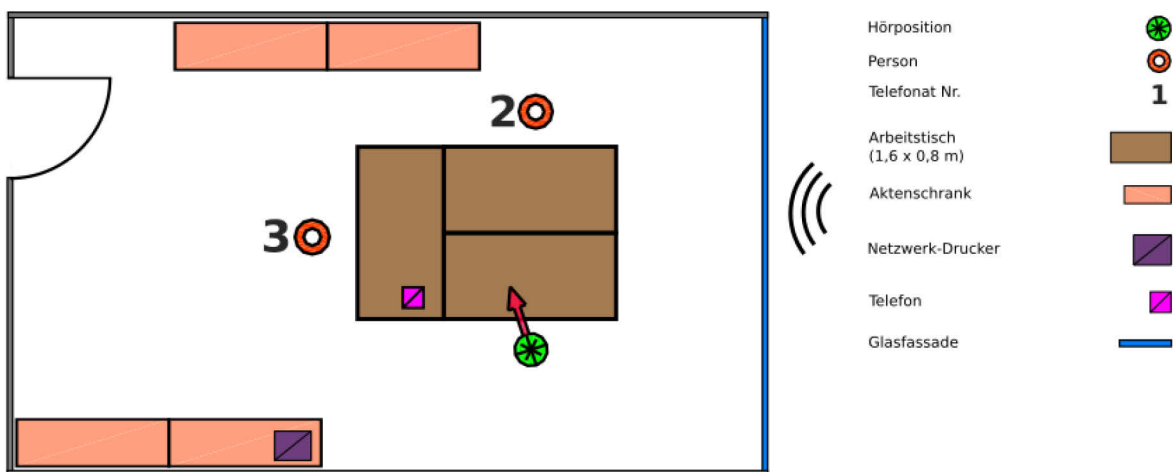 Hörposition
Person
Telefonat Nr.
1
2
Arbeitstisch
(1,6 x 0,8 m)
Aktenschrank
3
Netzwerk-Drucker
Telefon
Glasfassade